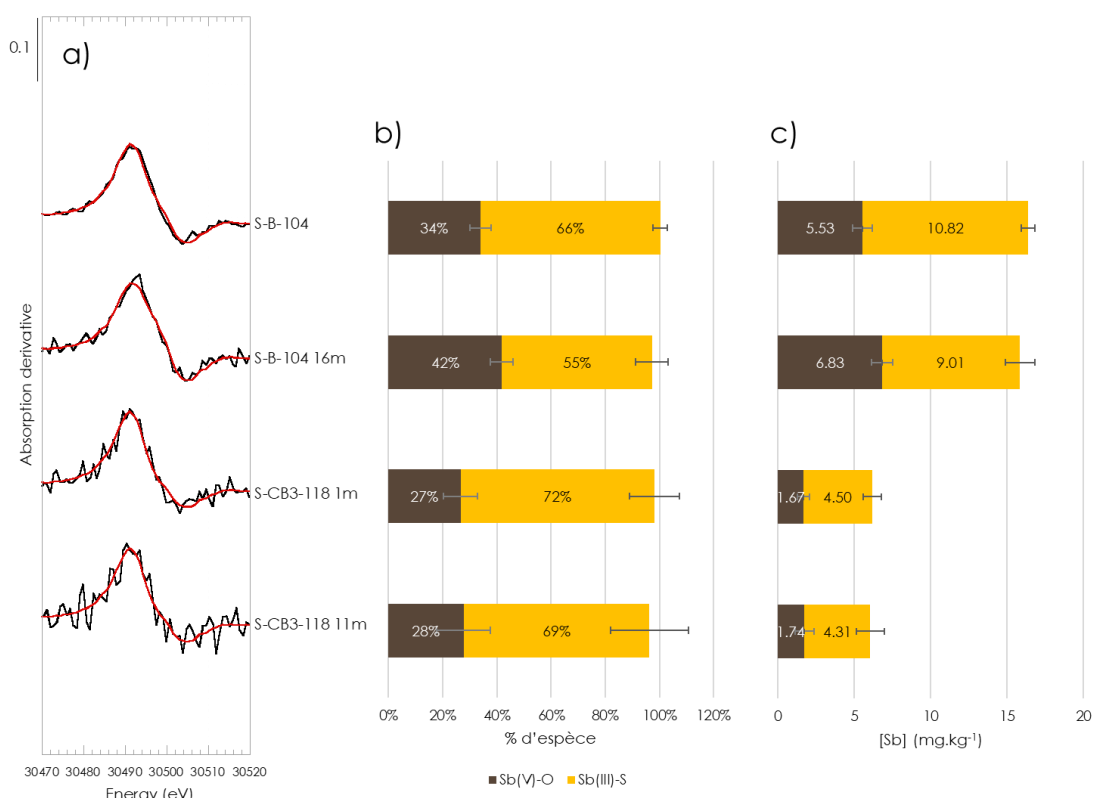 0.1
a)
b)
c)
Absorption derivative
S-B-104
34%
66%
5.53
10.82
S-B-104 16m
42%
55%
6.83
9.01
S-CB3-118 1m
27%
72%
1.67
4.50
S-CB3-118 11m
28%
69%
1.74
4.31
30470 30480 30490 30500 30510 30520
Energy (eV)
0% 20% 40% 60% 80% 100% 120%
% d'espèce
0 5 10 15 20
[Sb] (mg.kg-1)
Sb(V)-O Sb(III)-S